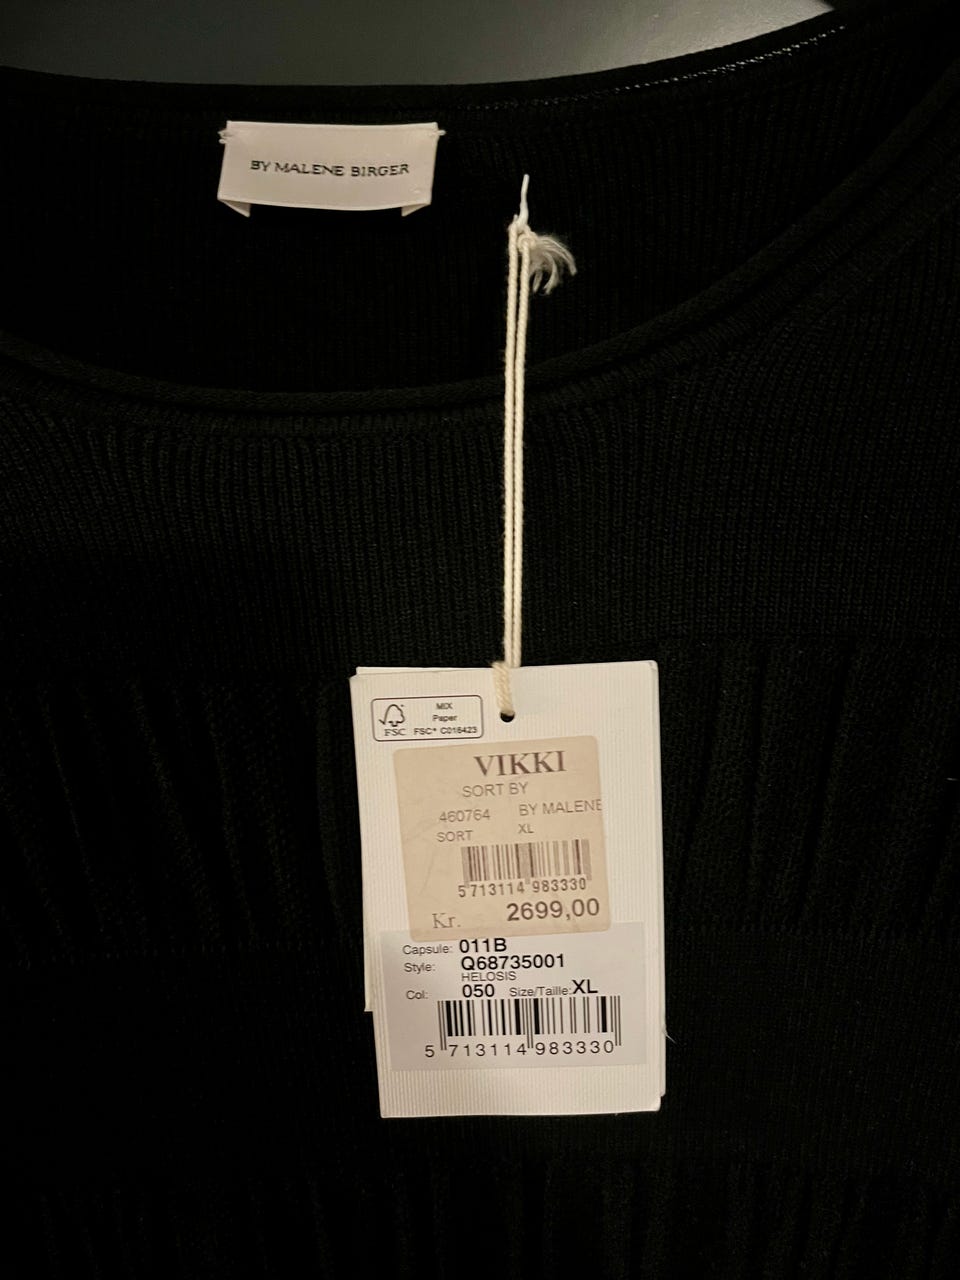 BY MALENE BIRGER
FSC
MIX
Paper
FSC® C016423
VIKKI
SORT BY
460764 BY MALENE
SORT XL
5 713114 983330
Kr. 2699,00
Capsule: 011B
Style: Q68735001
HELOSIS
Col: 050 Size/Taille: XL
5 713114 983330